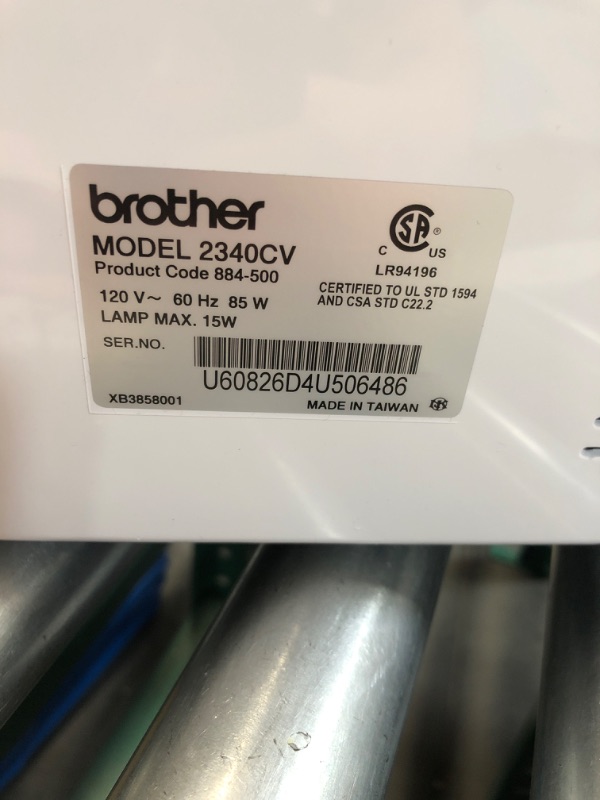 brother
MODEL 2340CV
Product Code 884-500
120 V~ 60 Hz 85 W
LAMP MAX. 15W
SER.NO.
U60826D4U506486
XB3858001
MADE IN TAIWAN
SA ®
C US
LR94196
CERTIFIED TO UL STD 1594
AND CSA STD C22.2